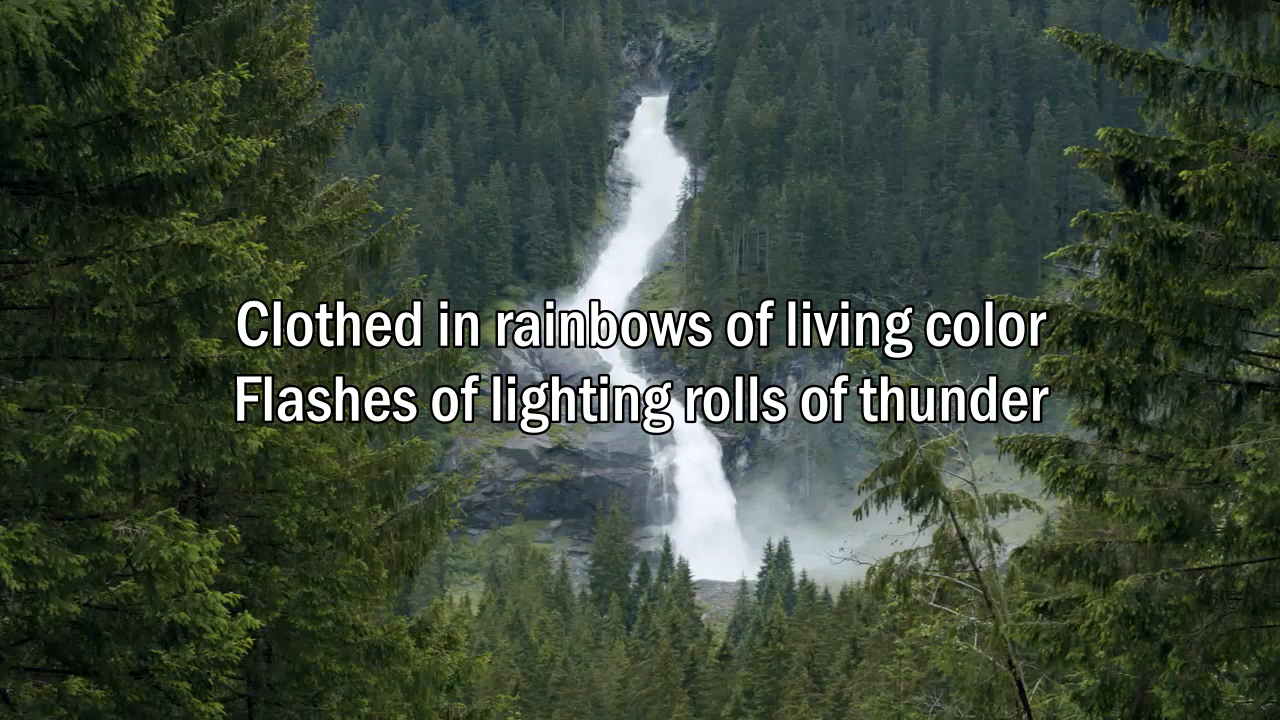 Clothed in rainbows of living color
Flashes of lighting rolls of thunder